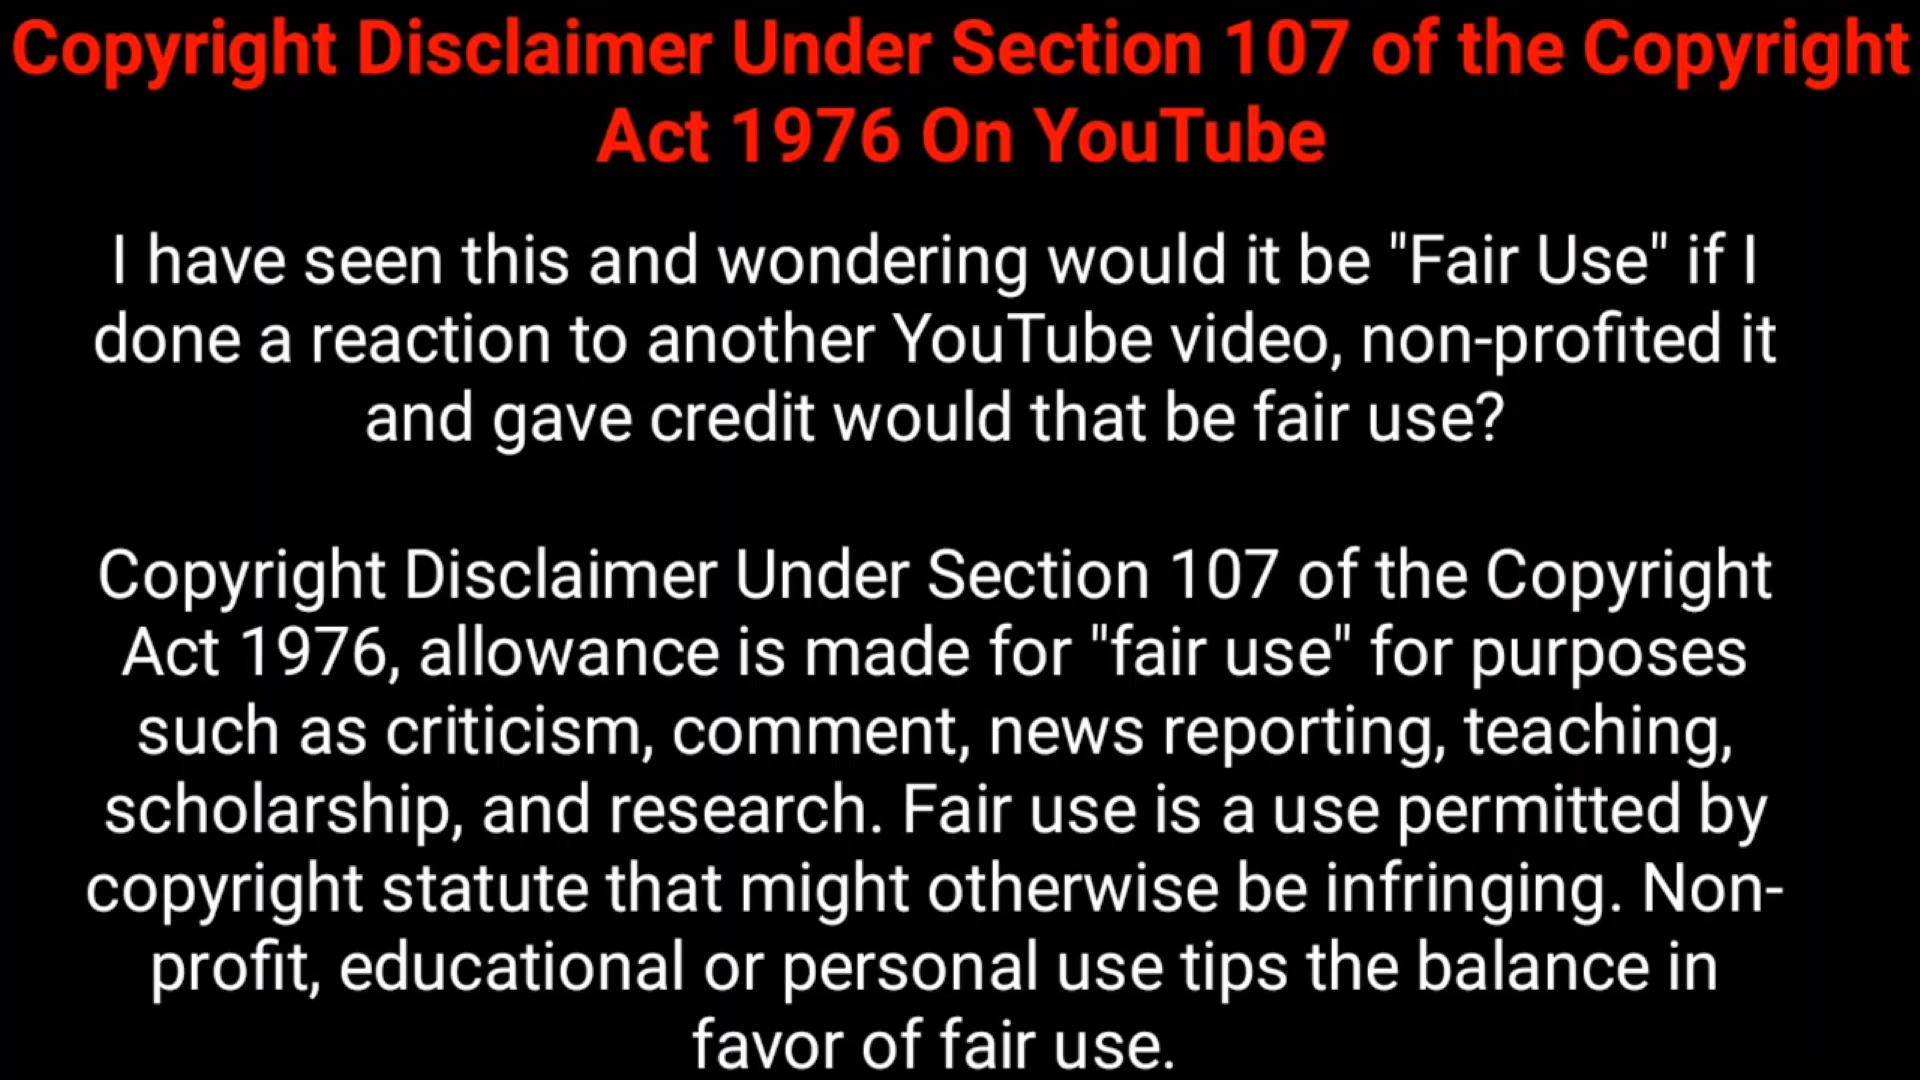 Copyright Disclaimer Under Section 107 of the Copyright
Act 1976 On YouTube
I have seen this and wondering would it be "Fair Use" if I
done a reaction to another YouTube video, non-profited it
and gave credit would that be fair use?
Copyright Disclaimer Under Section 107 of the Copyright
Act 1976, allowance is made for "fair use" for purposes
such as criticism, comment, news reporting, teaching,
scholarship, and research. Fair use is a use permitted by
copyright statute that might otherwise be infringing. Non-
profit, educational or personal use tips the balance in
favor of fair use.